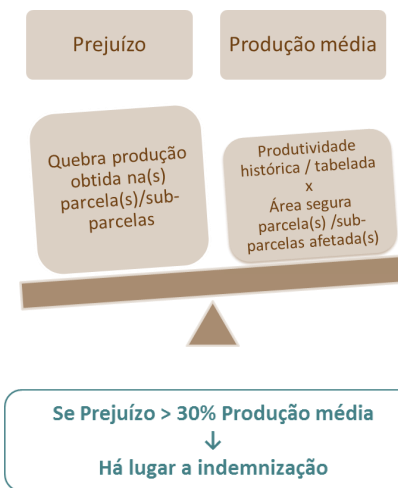 Prejuízo
Produção média
Quebra produção
obtida na(s)
parcela(s)/sub-
parcelas
Produtividade
histórica / tabelada
x
Área segura
parcela(s) /sub-
parcelas afetada(s)
Se Prejuízo > 30% Produção média
↓
Há lugar a indemnização